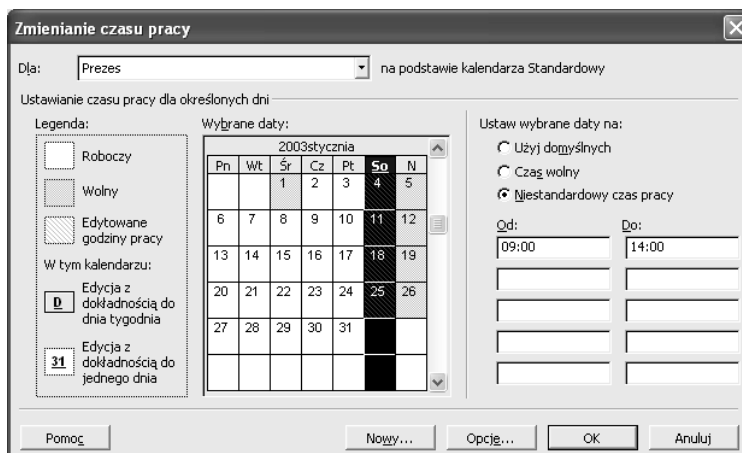 Zmienianie czasu pracy
Dla: Prezes na podstawie kalendarza Standardowy
Ustawianie czasu pracy dla określonych dni
Legenda:
Roboczy
Wolny
Edytowane
godziny pracy
W tym kalendarzu:
D Edycja z
dokładnością do
dnia tygodnia
31 Edycja z
dokładnością do
jednego dnia
Wybrane daty:
2003stycznia
Pn Wt Śr Cz Pt So N
1 2 3 4 5
6 7 8 9 10 11 12
13 14 15 16 17 18 19
20 21 22 23 24 25 26
27 28 29 30 31
Ustaw wybrane daty na:
Użyj domyślnych
Czas wolny
Niestandardowy czas pracy
Od: Do:
09:00 14:00
Pomoc Nowy... Opcje... OK Anuluj